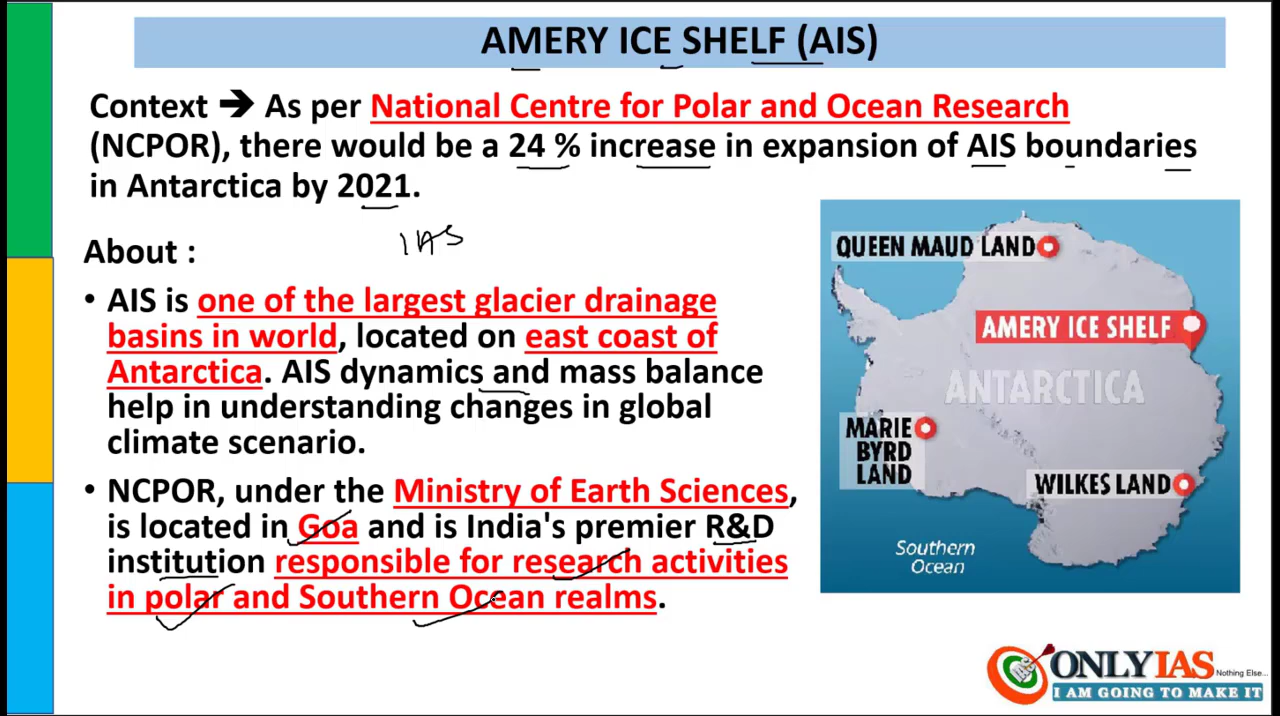 AMERY ICE SHELF (AIS)
Context ➔ As per National Centre for Polar and Ocean Research
(NCPOR), there would be a 24 % increase in expansion of AIS boundaries
in Antarctica by 2021.
IAS
About :
• AIS is one of the largest glacier drainage
basins in world, located on east coast of
Antarctica. AIS dynamics and mass balance
help in understanding changes in global
climate scenario.
• NCPOR, under the Ministry of Earth Sciences,
is located in Goa and is India's premier R&D
institution responsible for research activities
in polar and Southern Ocean realms.
QUEEN MAUD LAND
AMERY ICE SHELF
ANTARCTICA
MARIE
BYRD
LAND
WILKES LAND
Southern
Ocean
ONLYIAS
Nothing Else...
I AM GOING TO MAKE IT